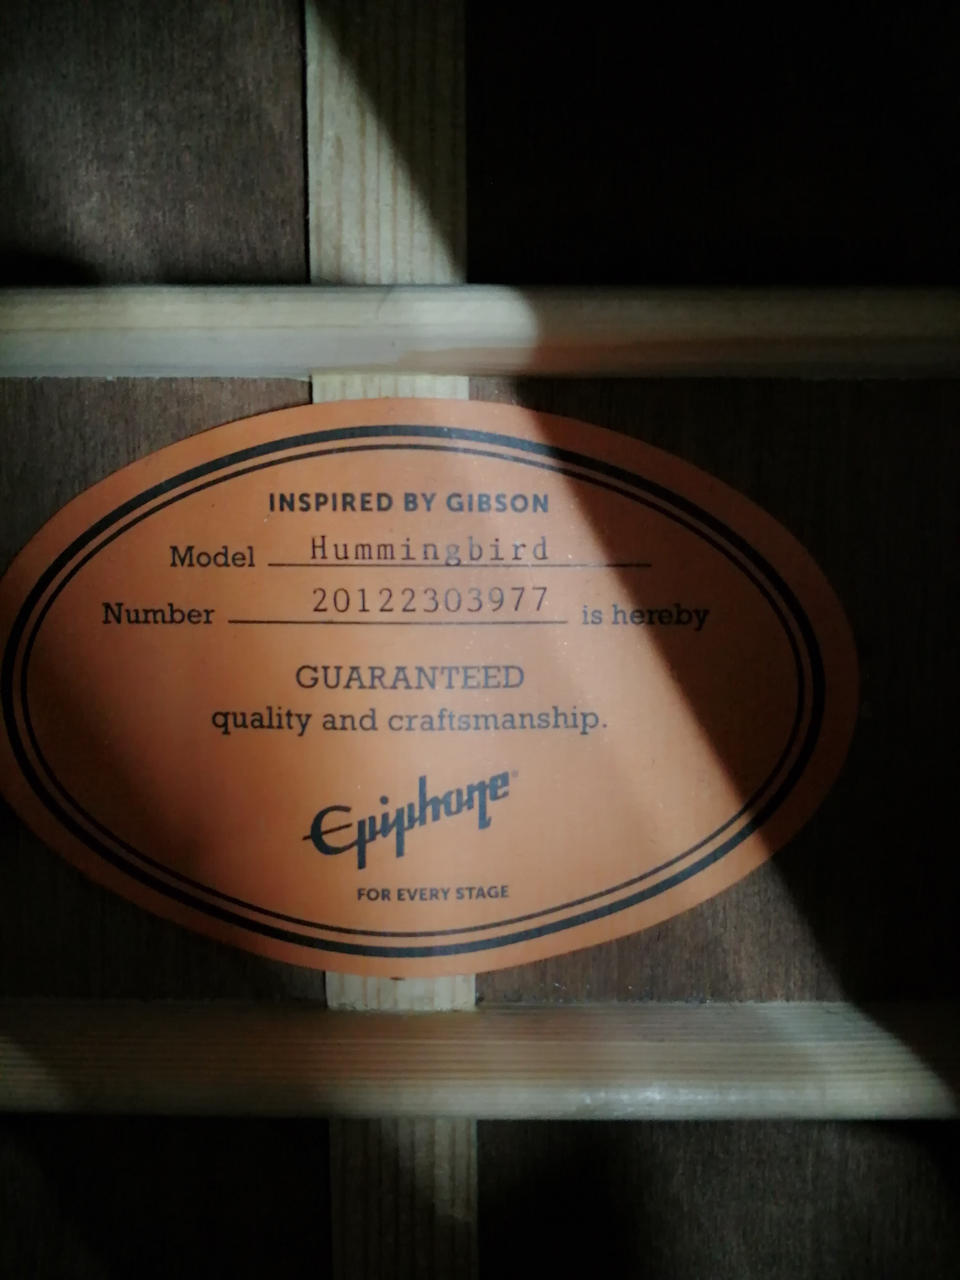 INSPIRED BY GIBSON
Model Hummingbird
Number 20122303977 is hereby
GUARANTEED
quality and craftsmanship.
Epiphone®
FOR EVERY STAGE